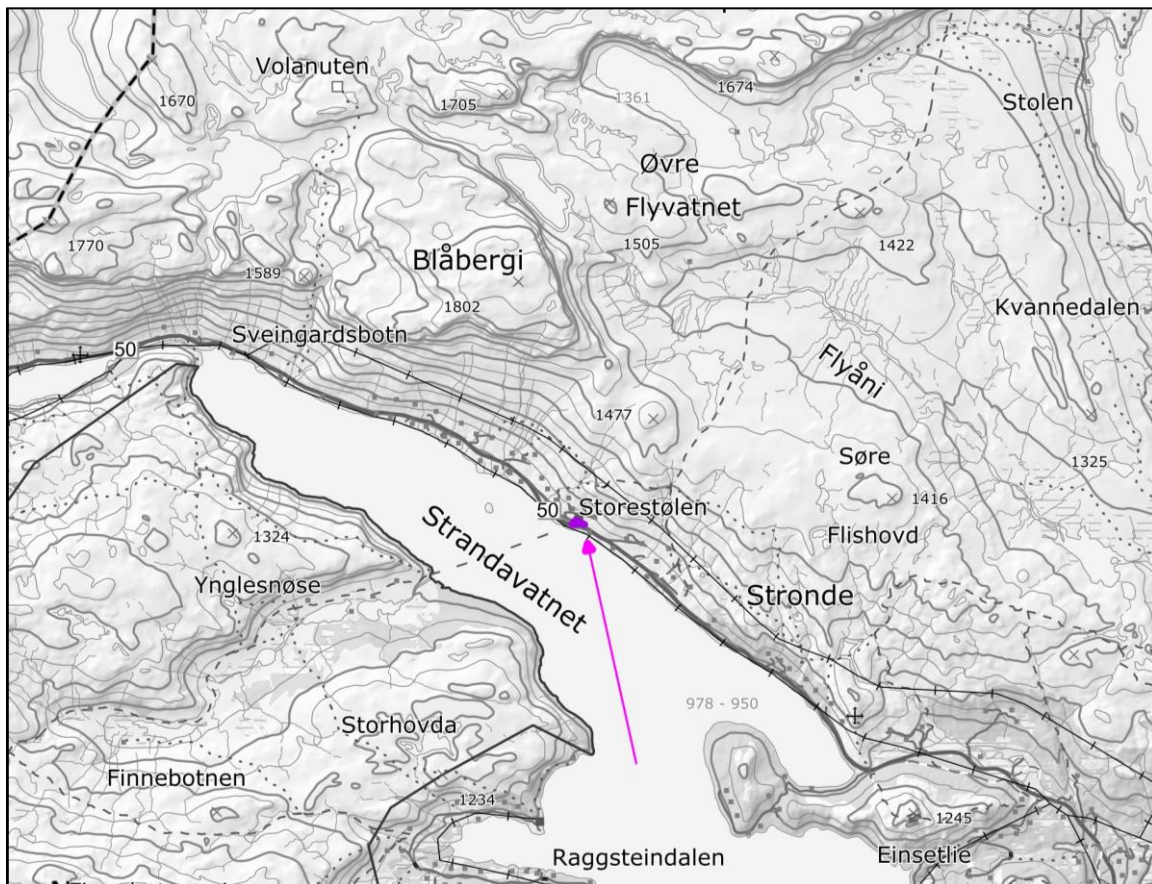 Volanuten
1670
1705
1361
1674
Stolen
Øvre
Flyvatnet
1770
1589
Blåbergi
1802
1505
1422
Kvannedalen
Sveingardsbotn
50
Flyåni
1477
Søre
1325
1416
50
Storestølen
Flishovd
1324
Strandavatnet
Ynglesnøse
Stronde
978 - 950
Storhovda
Finnebotnen
1234
1245
Raggsteindalen
Einsetlie